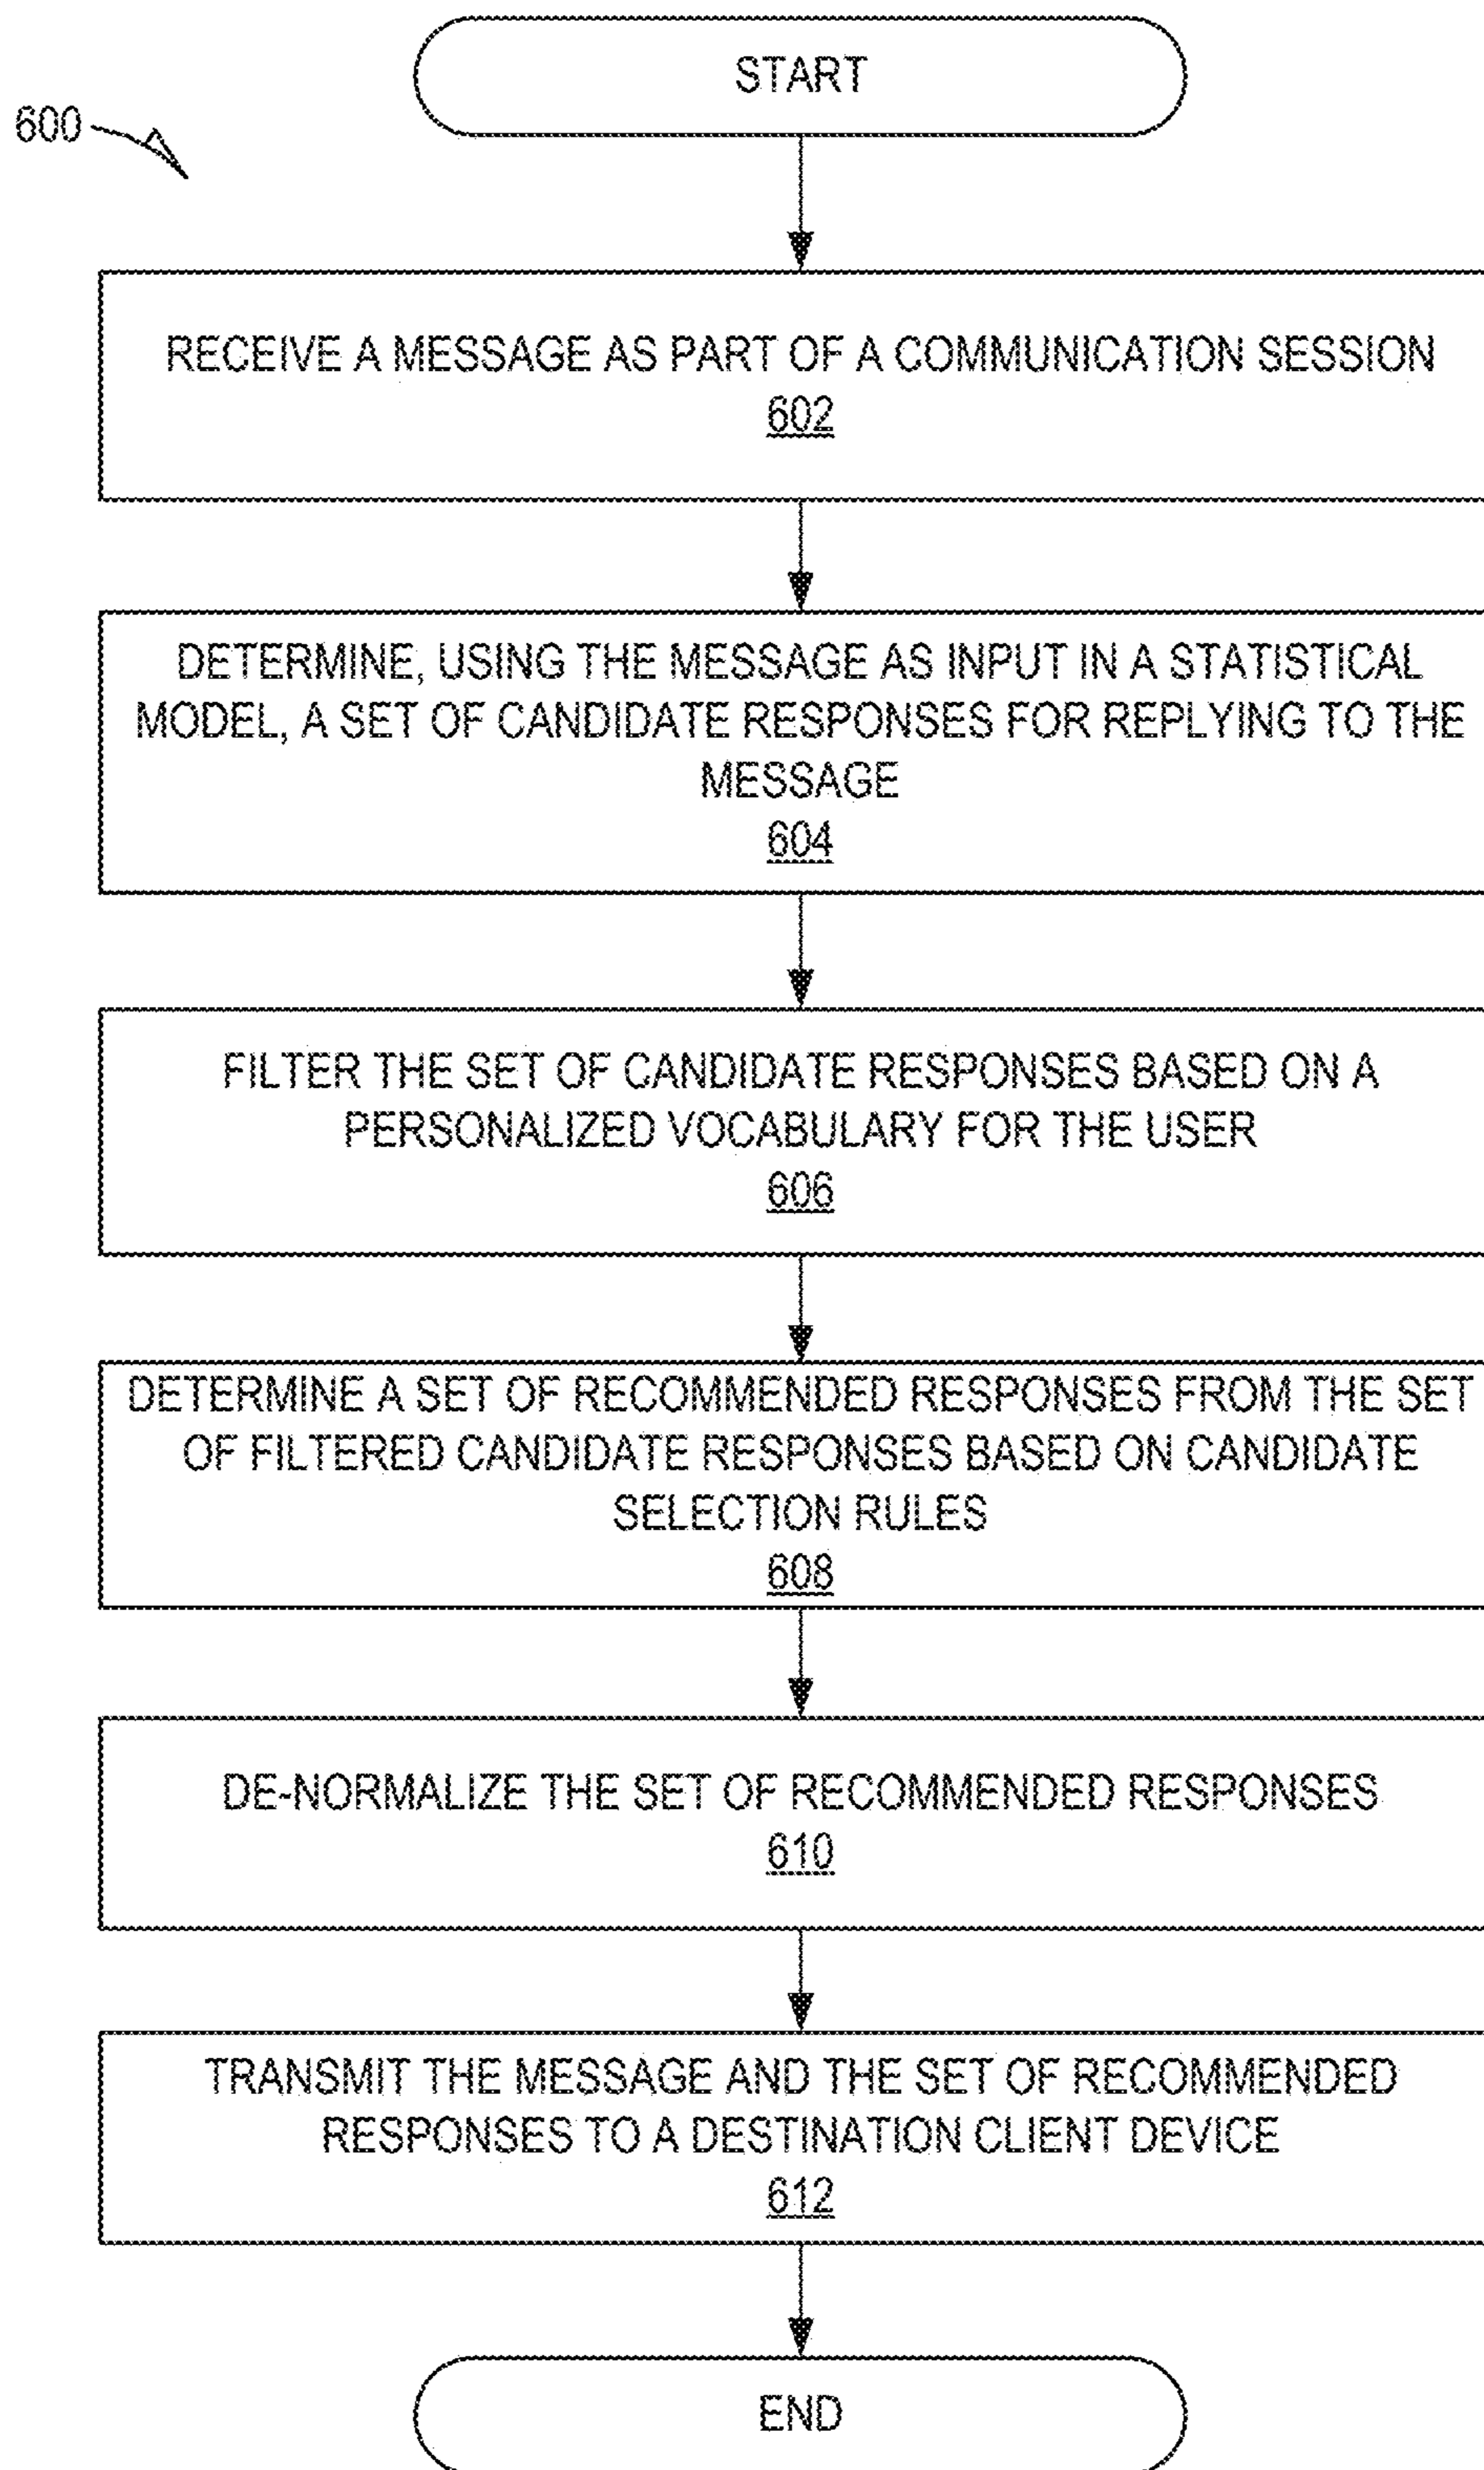 START
600
RECEIVE A MESSAGE AS PART OF A COMMUNICATION SESSION
602
DETERMINE, USING THE MESSAGE AS INPUT IN A STATISTICAL
MODEL, A SET OF CANDIDATE RESPONSES FOR REPLYING TO THE
MESSAGE
604
FILTER THE SET OF CANDIDATE RESPONSES BASED ON A
PERSONALIZED VOCABULARY FOR THE USER
606
DETERMINE A SET OF RECOMMENDED RESPONSES FROM THE SET
OF FILTERED CANDIDATE RESPONSES BASED ON CANDIDATE
SELECTION RULES
608
DE-NORMALIZE THE SET OF RECOMMENDED RESPONSES
610
TRANSMIT THE MESSAGE AND THE SET OF RECOMMENDED
RESPONSES TO A DESTINATION CLIENT DEVICE
612
END